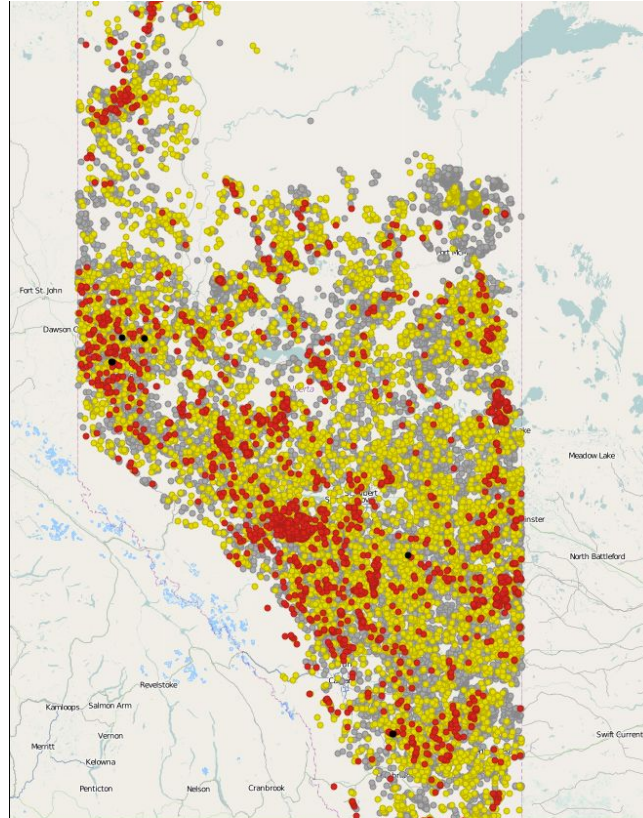 Fort St. John
Dawson C
Meadow Lake
North Battleford
Revelstoke
Kamloops
Salmon Arm
Vernon
Merritt
Kelowna
Swift Current
Penticton
Nelson
Cranbrook